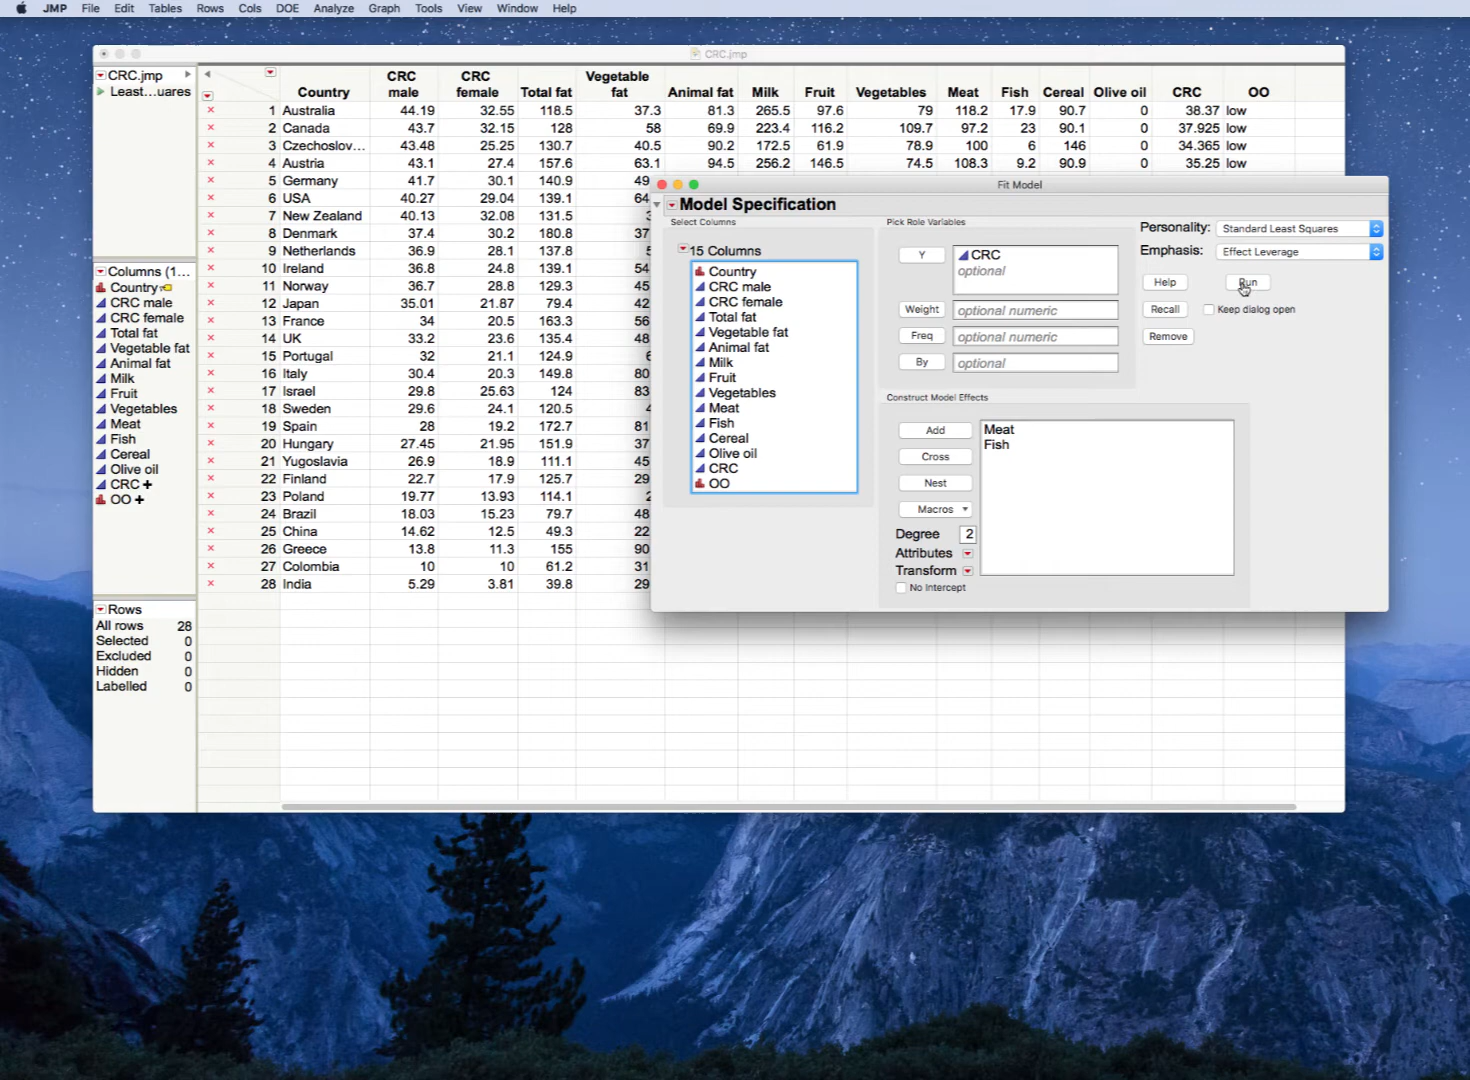 JMP File Edit Tables Rows Cols DOE Analyze Graph Tools View Window Help
CRC.jmp
CRC.jmp
Least...uares
Columns (1...
Country
CRC male
CRC female
Total fat
Vegetable fat
Animal fat
Milk
Fruit
Vegetables
Meat
Fish
Cereal
Olive oil
CRC
OO
Rows
All rows 28
Selected 0
Excluded 0
Hidden 0
Labelled 0
Country CRC male CRC female Total fat Vegetable fat Animal fat Milk Fruit Vegetables Meat Fish Cereal Olive oil CRC OO
1 Australia 44.19 32.55 118.5 37.3 81.3 265.5 97.6 79 118.2 17.9 90.7 0 38.37 low
2 Canada 43.7 32.15 128 58 69.9 223.4 116.2 109.7 97.2 23 90.1 0 37.925 low
3 Czechoslov... 43.48 25.25 130.7 40.5 90.2 172.5 61.9 78.9 100 6 146 0 34.365 low
4 Austria 43.1 27.4 157.6 63.1 94.5 256.2 146.5 74.5 108.3 9.2 90.9 0 35.25 low
5 Germany 41.7 30.1 140.9 49
6 USA 40.27 29.04 139.1 64
7 New Zealand 40.13 32.08 131.5 3
8 Denmark 37.4 30.2 180.8 37
9 Netherlands 36.9 28.1 137.8 5
10 Ireland 36.8 24.8 139.1 54
11 Norway 36.7 28.8 129.3 45
12 Japan 35.01 21.87 79.4 42
13 France 34 20.5 163.3 56
14 UK 33.2 23.6 135.4 48
15 Portugal 32 21.1 124.9 6
16 Italy 30.4 20.3 149.8 80
17 Israel 29.8 25.63 124 83
18 Sweden 29.6 24.1 120.5 4
19 Spain 28 19.2 172.7 81
20 Hungary 27.45 21.95 151.9 37
21 Yugoslavia 26.9 18.9 111.1 45
22 Finland 22.7 17.9 125.7 29
23 Poland 19.77 13.93 114.1 2
24 Brazil 18.03 15.23 79.7 48
25 China 14.62 12.5 49.3 22
26 Greece 13.8 11.3 155 90
27 Colombia 10 10 61.2 31
28 India 5.29 3.81 39.8 29
Fit Model
Model Specification
Select Columns
15 Columns
Country
CRC male
CRC female
Total fat
Vegetable fat
Animal fat
Milk
Fruit
Vegetables
Meat
Fish
Cereal
Olive oil
CRC
OO
Pick Role Variables
Y CRC
optional
Weight optional numeric
Freq optional numeric
By optional
Personality: Standard Least Squares
Emphasis: Effect Leverage
Help Run
Recall Keep dialog open
Remove
Construct Model Effects
Add
Cross
Nest
Macros
Degree 2
Attributes
Transform
No Intercept
Meat
Fish